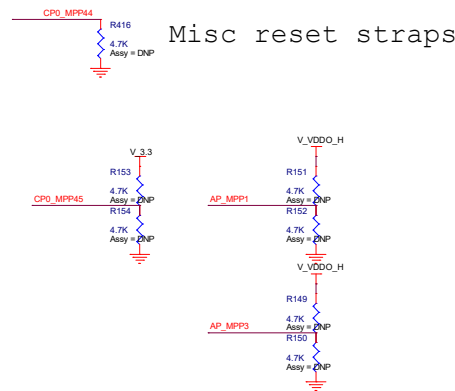 CP0_MPP44
R416
Misc reset straps
4.7K
Assy = DNP
V_3.3
R153
4.7K
CP0_MPP45
Assy = DNP
R154
4.7K
Assy = DNP
V_VDDO_H
R151
4.7K
AP_MPP1
Assy = DNP
R152
4.7K
Assy = DNP
V_VDDO_H
R149
4.7K
AP_MPP3
Assy = DNP
R150
4.7K
Assy = DNP